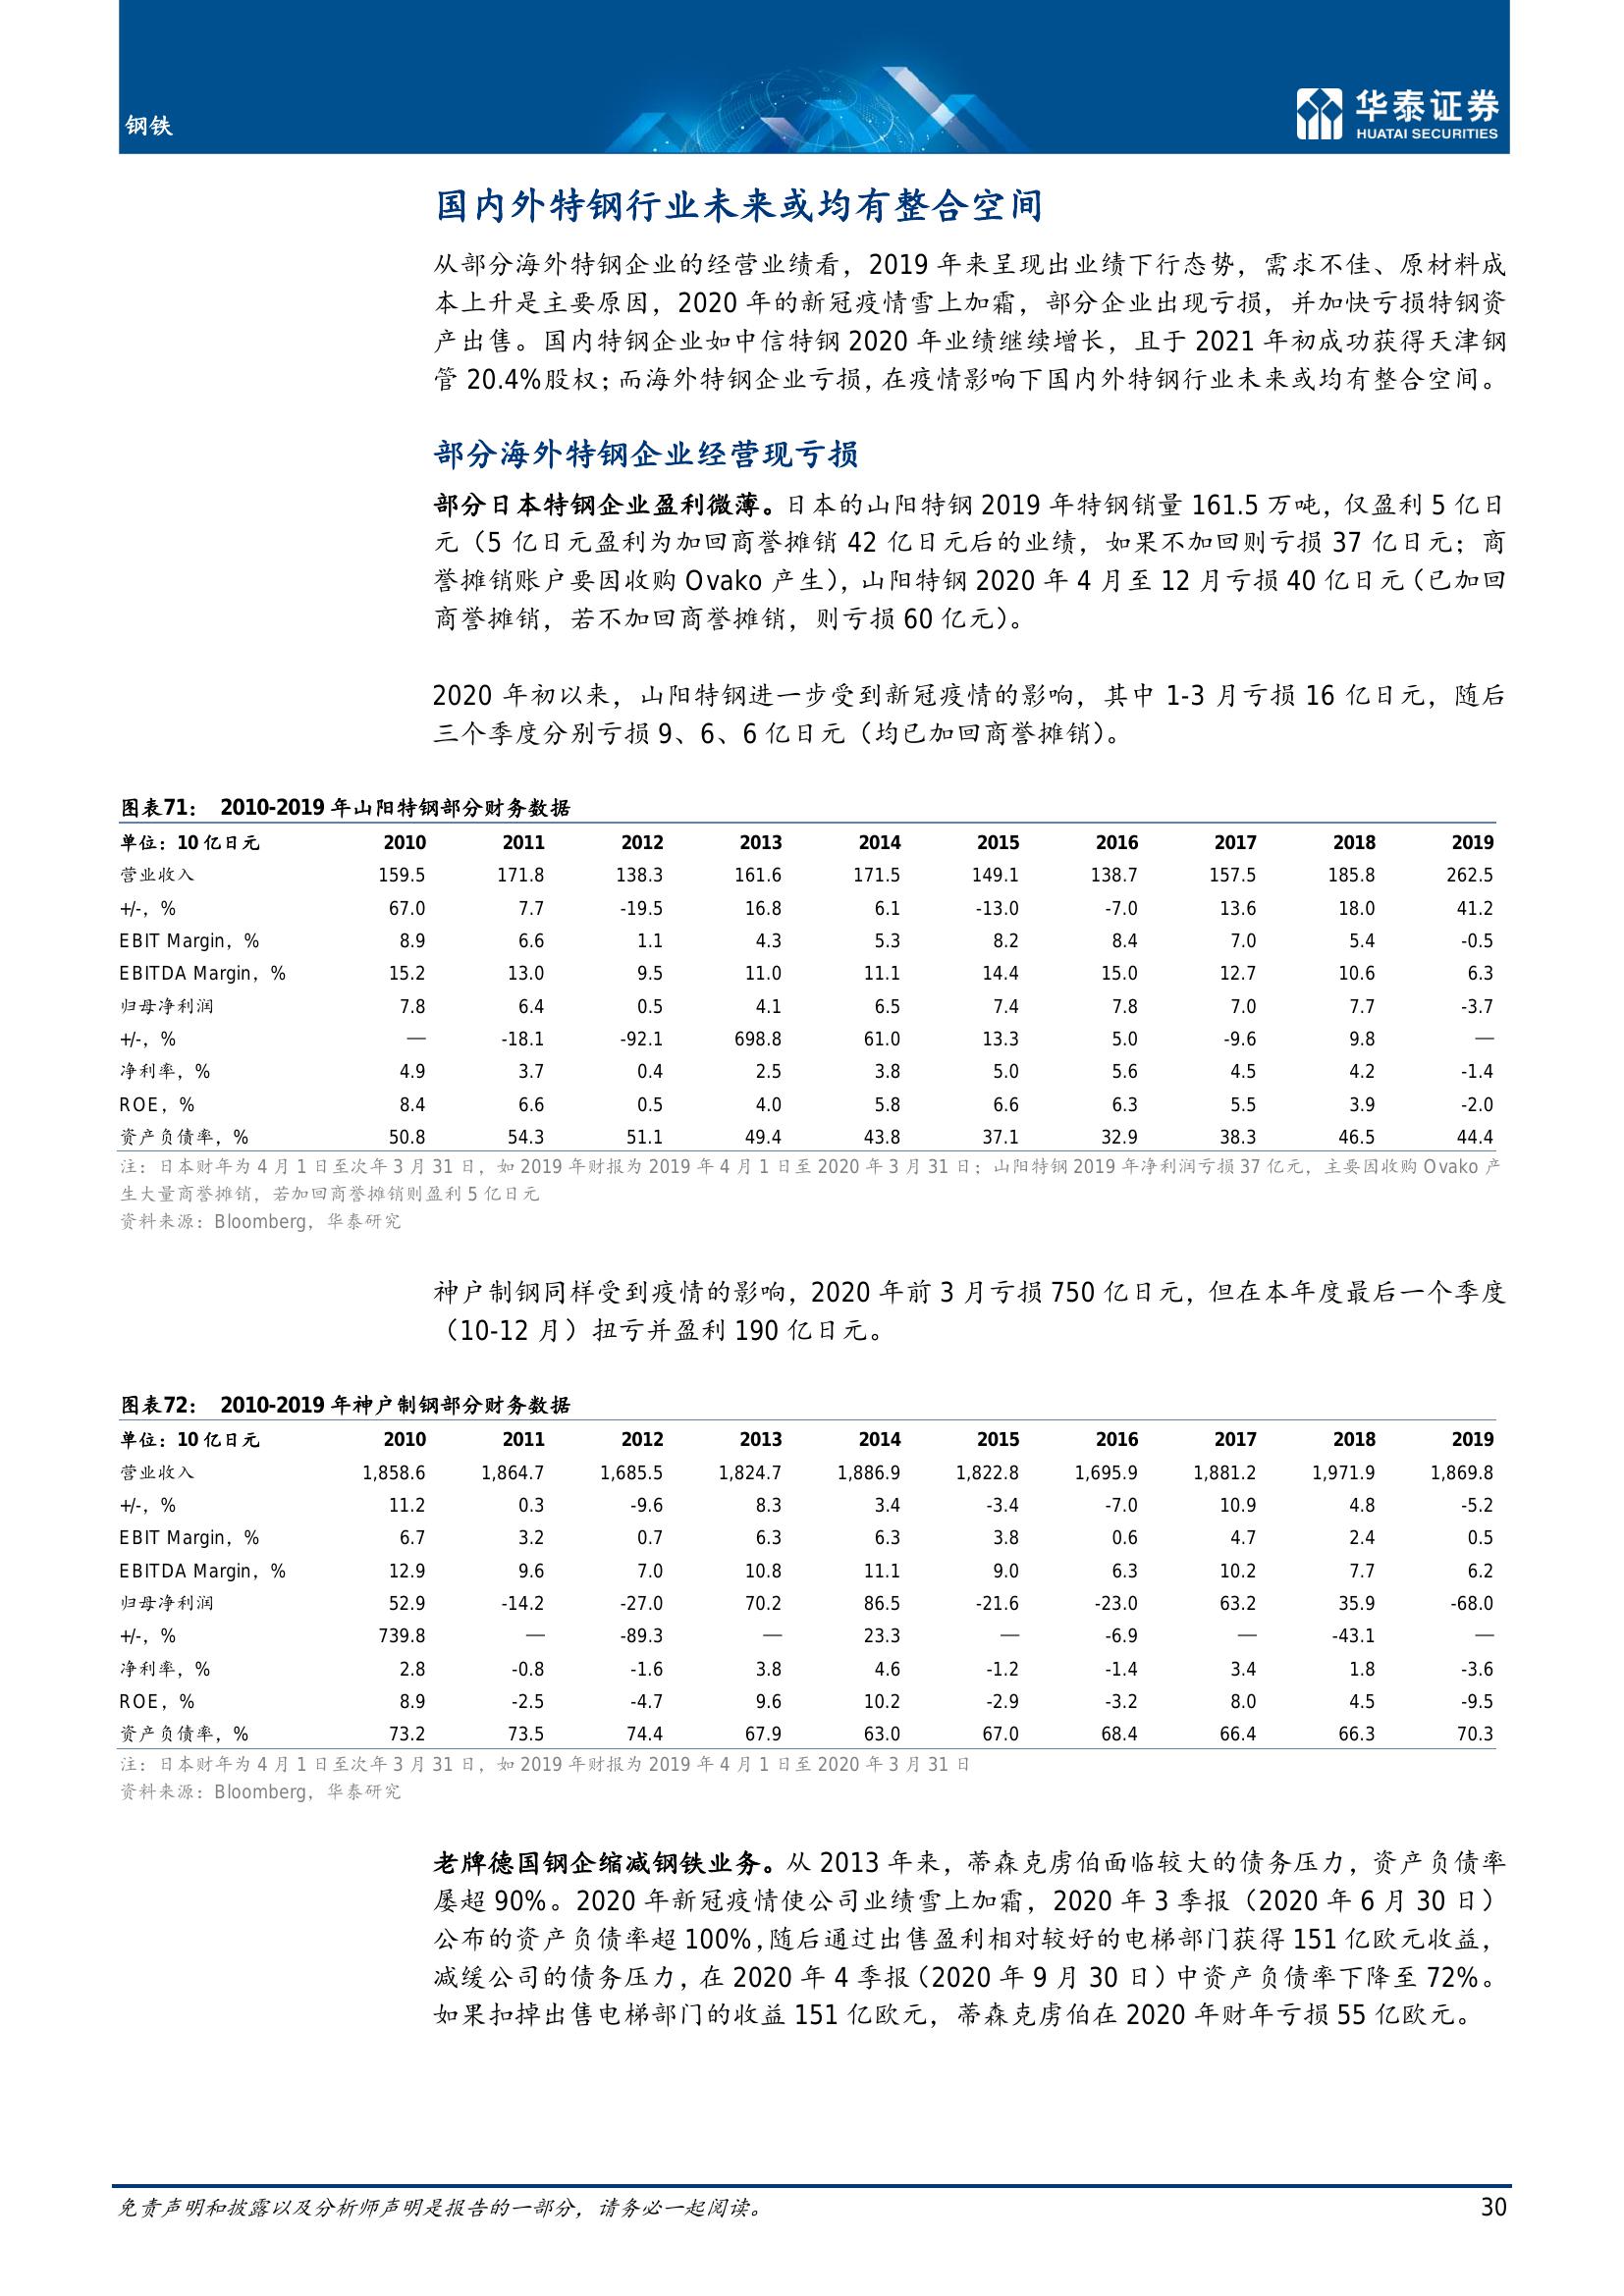 钢铁
华泰证券
HUATAI SECURITIES
国内外特钢行业未来或均有整合空间
从部分海外特钢企业的经营业绩看，2019 年来呈现出业绩下行态势，需求不佳、原材料成
本上升是主要原因，2020 年的新冠疫情雪上加霜，部分企业出现亏损，并加快亏损特钢资
产出售。国内特钢企业如中信特钢 2020 年业绩继续增长，且于 2021 年初成功获得天津钢
管 20.4%股权；而海外特钢企业亏损，在疫情影响下国内外特钢行业未来或均有整合空间。
部分海外特钢企业经营现亏损
部分日本特钢企业盈利微薄。日本的山阳特钢 2019 年特钢销量 161.5 万吨，仅盈利 5 亿日
元（5 亿日元盈利为加回商誉摊销 42 亿日元后的业绩，如果不加回则亏损 37 亿日元；商
誉摊销账户要因收购 Ovako 产生），山阳特钢 2020 年 4 月至 12 月亏损 40 亿日元（已加回
商誉摊销，若不加回商誉摊销，则亏损 60 亿元）。
2020 年初以来，山阳特钢进一步受到新冠疫情的影响，其中 1-3 月亏损 16 亿日元，随后
三个季度分别亏损 9、6、6 亿日元（均已加回商誉摊销）。
图表71： 2010-2019 年山阳特钢部分财务数据
单位：10 亿日元 2010 2011 2012 2013 2014 2015 2016 2017 2018 2019
营业收入 159.5 171.8 138.3 161.6 171.5 149.1 138.7 157.5 185.8 262.5
+/-，% 67.0 7.7 -19.5 16.8 6.1 -13.0 -7.0 13.6 18.0 41.2
EBIT Margin，% 8.9 6.6 1.1 4.3 5.3 8.2 8.4 7.0 5.4 -0.5
EBITDA Margin，% 15.2 13.0 9.5 11.0 11.1 14.4 15.0 12.7 10.6 6.3
归母净利润 7.8 6.4 0.5 4.1 6.5 7.4 7.8 7.0 7.7 -3.7
+/-，% — -18.1 -92.1 698.8 61.0 13.3 5.0 -9.6 9.8 —
净利率，% 4.9 3.7 0.4 2.5 3.8 5.0 5.6 4.5 4.2 -1.4
ROE，% 8.4 6.6 0.5 4.0 5.8 6.6 6.3 5.5 3.9 -2.0
资产负债率，% 50.8 54.3 51.1 49.4 43.8 37.1 32.9 38.3 46.5 44.4
注：日本财年为 4 月 1 日至次年 3 月 31 日，如 2019 年财报为 2019 年 4 月 1 日至 2020 年 3 月 31 日；山阳特钢 2019 年净利润亏损 37 亿元，主要因收购 Ovako 产
生大量商誉摊销，若加回商誉摊销则盈利 5 亿日元
资料来源：Bloomberg，华泰研究
神户制钢同样受到疫情的影响，2020 年前 3 月亏损 750 亿日元，但在本年度最后一个季度
（10-12 月）扭亏并盈利 190 亿日元。
图表72： 2010-2019 年神户制钢部分财务数据
单位：10 亿日元 2010 2011 2012 2013 2014 2015 2016 2017 2018 2019
营业收入 1,858.6 1,864.7 1,685.5 1,824.7 1,886.9 1,822.8 1,695.9 1,881.2 1,971.9 1,869.8
+/-，% 11.2 0.3 -9.6 8.3 3.4 -3.4 -7.0 10.9 4.8 -5.2
EBIT Margin，% 6.7 3.2 0.7 6.3 6.3 3.8 0.6 4.7 2.4 0.5
EBITDA Margin，% 12.9 9.6 7.0 10.8 11.1 9.0 6.3 10.2 7.7 6.2
归母净利润 52.9 -14.2 -27.0 70.2 86.5 -21.6 -23.0 63.2 35.9 -68.0
+/-，% 739.8 — -89.3 — 23.3 — -6.9 — -43.1 —
净利率，% 2.8 -0.8 -1.6 3.8 4.6 -1.2 -1.4 3.4 1.8 -3.6
ROE，% 8.9 -2.5 -4.7 9.6 10.2 -2.9 -3.2 8.0 4.5 -9.5
资产负债率，% 73.2 73.5 74.4 67.9 63.0 67.0 68.4 66.4 66.3 70.3
注：日本财年为 4 月 1 日至次年 3 月 31 日，如 2019 年财报为 2019 年 4 月 1 日至 2020 年 3 月 31 日
资料来源：Bloomberg，华泰研究
老牌德国钢企缩减钢铁业务。从 2013 年来，蒂森克虏伯面临较大的债务压力，资产负债率
屡超 90%。2020 年新冠疫情使公司业绩雪上加霜，2020 年 3 季报（2020 年 6 月 30 日）
公布的资产负债率超 100%，随后通过出售盈利相对较好的电梯部门获得 151 亿欧元收益，
减缓公司的债务压力，在 2020 年 4 季报（2020 年 9 月 30 日）中资产负债率下降至 72%。
如果扣掉出售电梯部门的收益 151 亿欧元，蒂森克虏伯在 2020 年财年亏损 55 亿欧元。
免责声明和披露以及分析师声明是报告的一部分，请务必一起阅读。 30